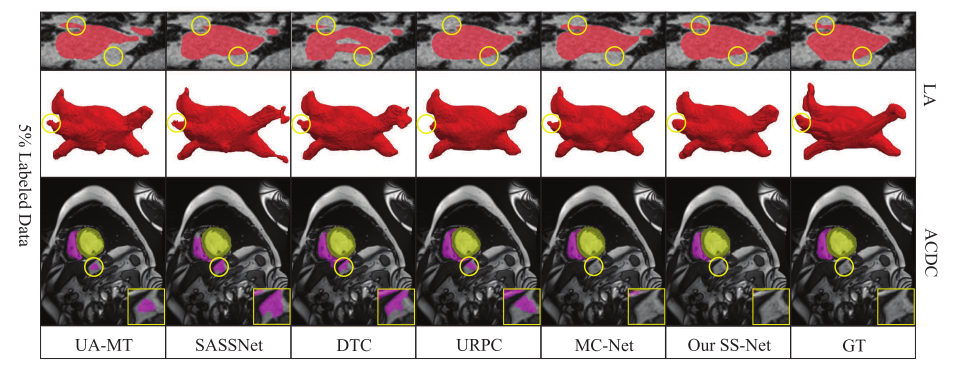 LA
5% Labeled Data
ACDC
UA-MT
SASSNet
DTC
URPC
MC-Net
Our SS-Net
GT